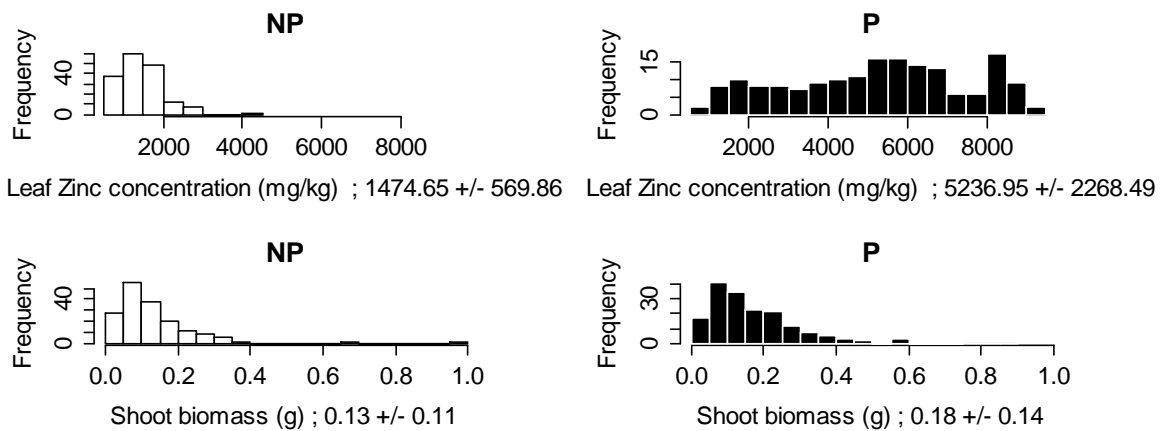 NP
Frequency
0 40
2000 4000 6000 8000
Leaf Zinc concentration (mg/kg) ; 1474.65 +/- 569.86
P
Frequency
0 15
2000 4000 6000 8000
Leaf Zinc concentration (mg/kg) ; 5236.95 +/- 2268.49
NP
Frequency
0 40
0.0 0.2 0.4 0.6 0.8 1.0
Shoot biomass (g) ; 0.13 +/- 0.11
P
Frequency
0 30
0.0 0.2 0.4 0.6 0.8 1.0
Shoot biomass (g) ; 0.18 +/- 0.14